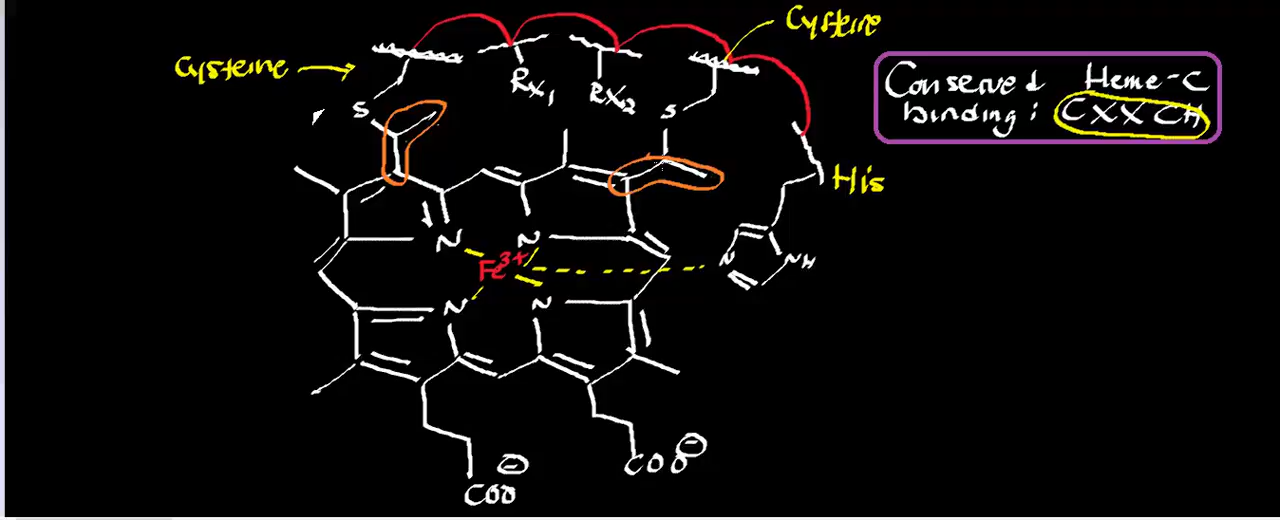 Cysteine
Cysteine
Conserved Heme-C
binding: CXXCH
S
RX1
RX2
S
His
N
N
Fe3+
N
NH
N
N
COO
COO